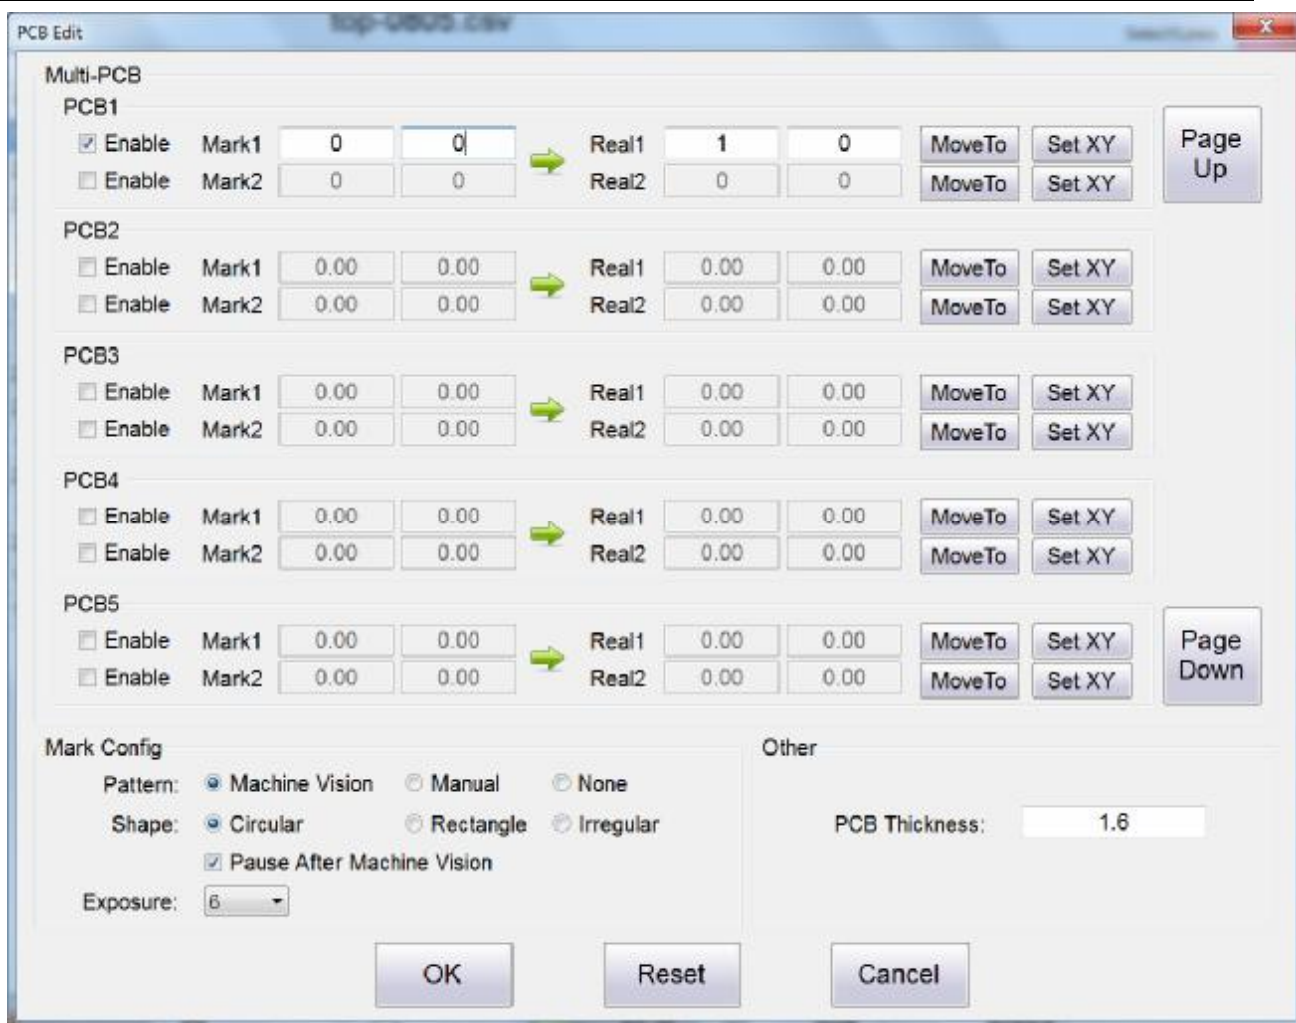 top-0805.csv
PCB Edit
Multi-PCB
PCB1
Enable Mark1 0 0 Real1 1 0 MoveTo Set XY
Enable Mark2 0 0 Real2 0 0 MoveTo Set XY
Page Up
PCB2
Enable Mark1 0.00 0.00 Real1 0.00 0.00 MoveTo Set XY
Enable Mark2 0.00 0.00 Real2 0.00 0.00 MoveTo Set XY
PCB3
Enable Mark1 0.00 0.00 Real1 0.00 0.00 MoveTo Set XY
Enable Mark2 0.00 0.00 Real2 0.00 0.00 MoveTo Set XY
PCB4
Enable Mark1 0.00 0.00 Real1 0.00 0.00 MoveTo Set XY
Enable Mark2 0.00 0.00 Real2 0.00 0.00 MoveTo Set XY
PCB5
Enable Mark1 0.00 0.00 Real1 0.00 0.00 MoveTo Set XY
Enable Mark2 0.00 0.00 Real2 0.00 0.00 MoveTo Set XY
Page Down
Mark Config
Pattern: Machine Vision Manual None
Shape: Circular Rectangle Irregular
Pause After Machine Vision
Exposure: 6
Other
PCB Thickness: 1.6
OK Reset Cancel